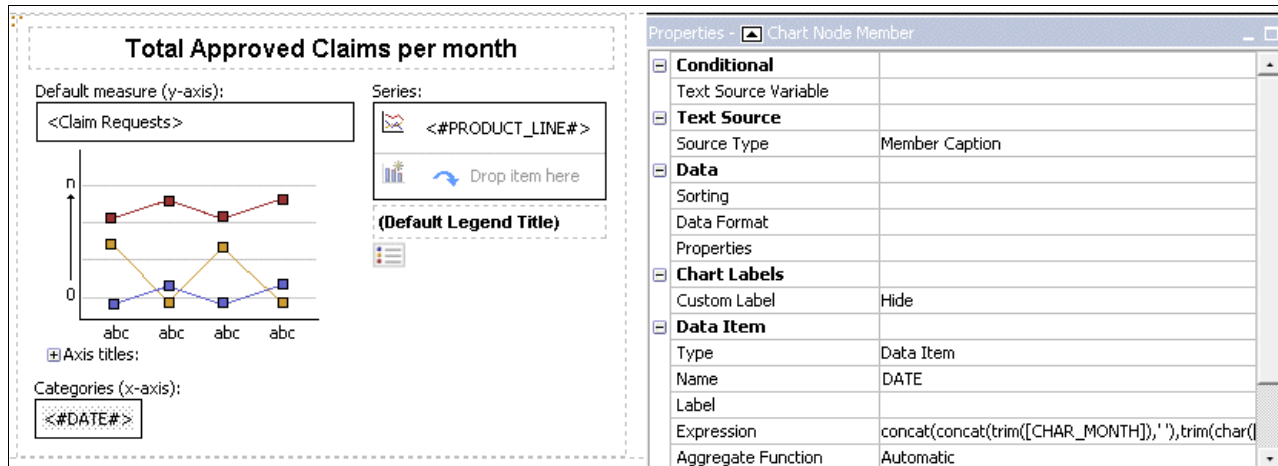 Total Approved Claims per month
Default measure (y-axis):
<Claim Requests>
Series:
<#PRODUCT_LINE#>
Drop item here
(Default Legend Title)
n
0
abc abc abc abc
Axis titles:
Categories (x-axis):
<#DATE#>
Properties - Chart Node Member
Conditional
Text Source Variable
Text Source
Source Type Member Caption
Data
Sorting
Data Format
Properties
Chart Labels
Custom Label Hide
Data Item
Type Data Item
Name DATE
Label
Expression concat(concat(trim([CHAR_MONTH]),' '),trim(char(
Aggregate Function Automatic